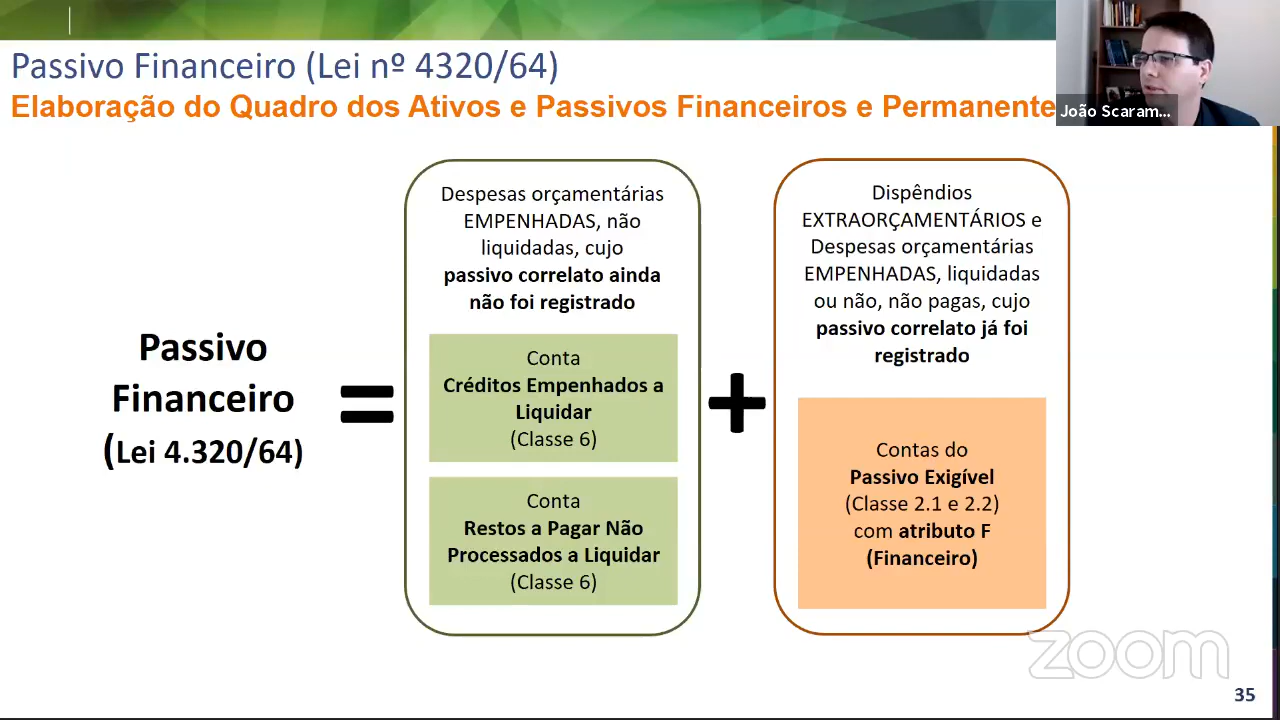 Passivo Financeiro (Lei nº 4320/64)
Elaboração do Quadro dos Ativos e Passivos Financeiros e Permanente
João Scaram...
Despesas orçamentárias
EMPENHADAS, não
liquidadas, cujo
passivo correlato ainda
não foi registrado
Conta
Créditos Empenhados a
Liquidar
(Classe 6)
Conta
Restos a Pagar Não
Processados a Liquidar
(Classe 6)
Dispêndios
EXTRAORÇAMENTÁRIOS e
Despesas orçamentárias
EMPENHADAS, liquidadas
ou não, não pagas, cujo
passivo correlato já foi
registrado
Contas do
Passivo Exigível
(Classe 2.1 e 2.2)
com atributo F
(Financeiro)
Passivo
Financeiro
(Lei 4.320/64)
=
+
zoom
35